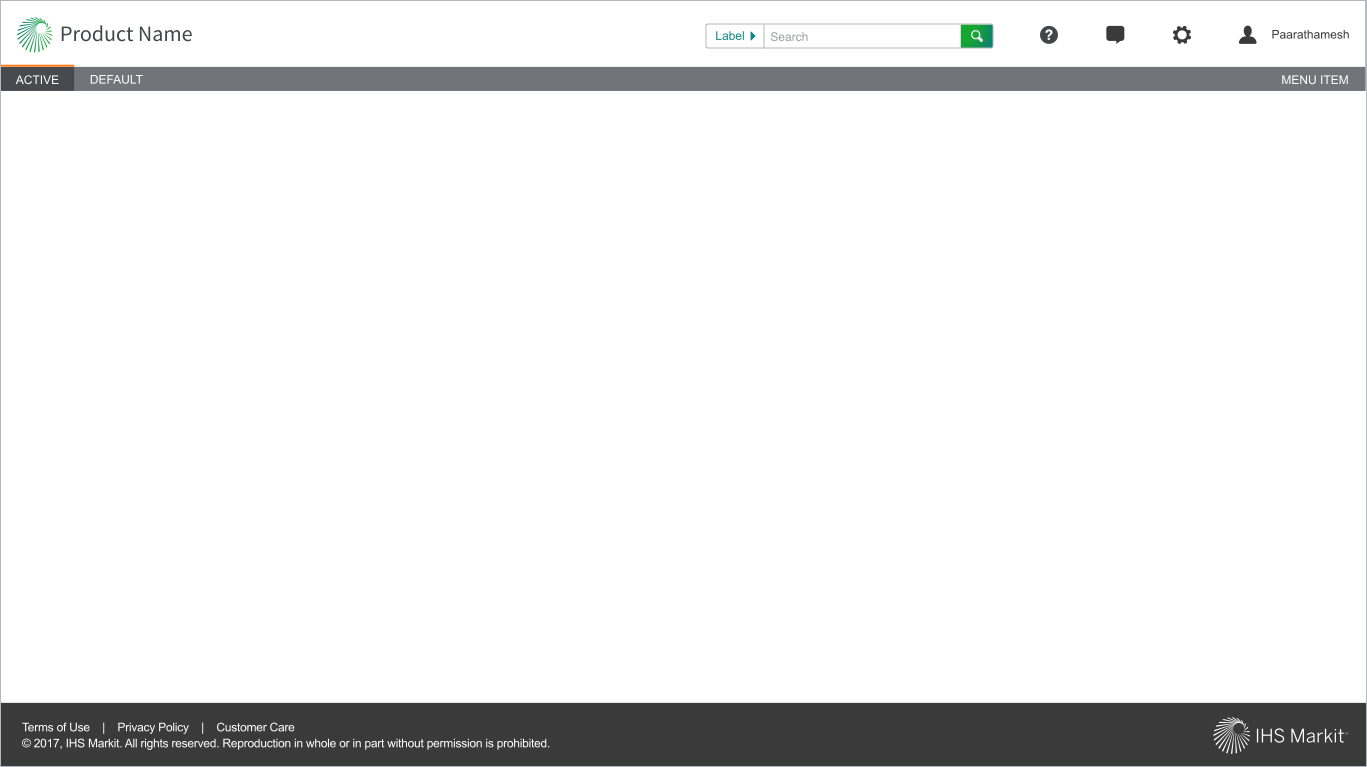 Product Name
Label
Search
Paarathamesh
ACTIVE
DEFAULT
MENU ITEM
Terms of Use | Privacy Policy | Customer Care
© 2017, IHS Markit. All rights reserved. Reproduction in whole or in part without permission is prohibited.
IHS Markit